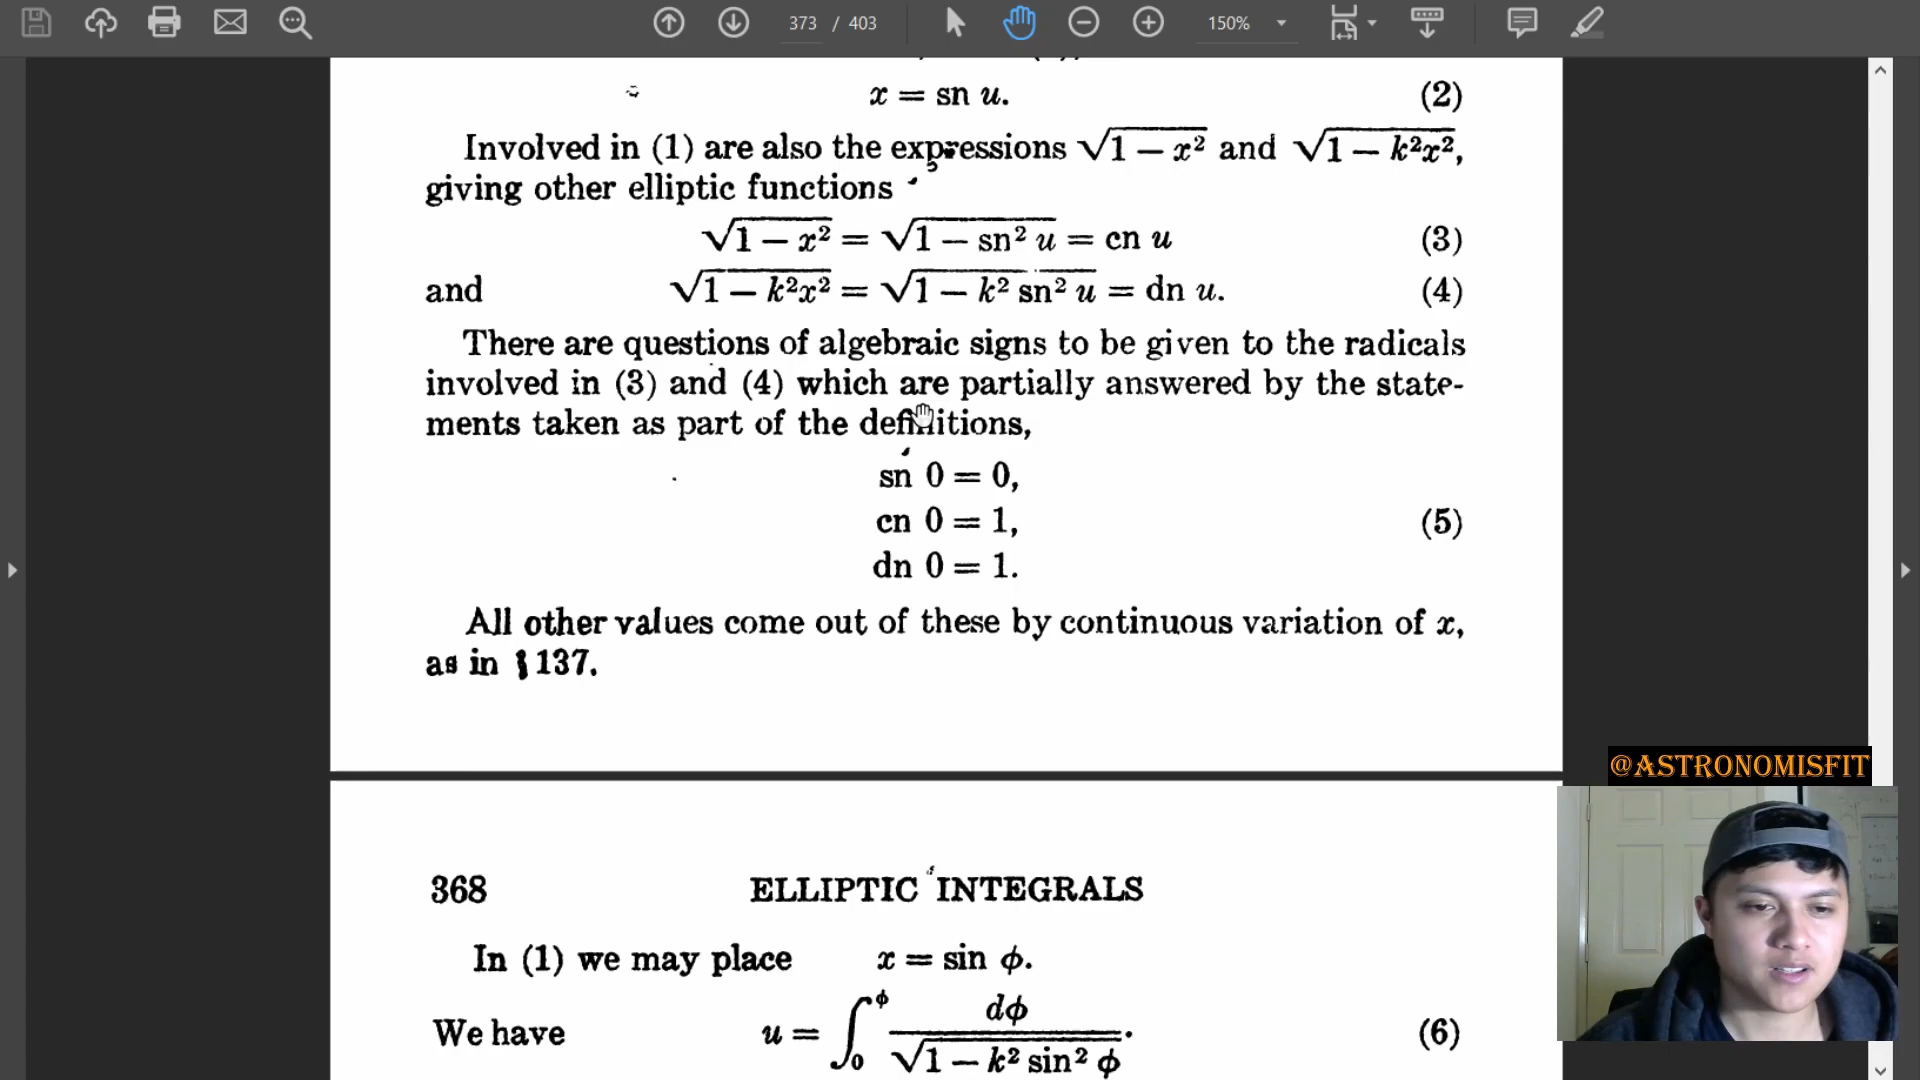 373 / 403
150%
x = sn u. (2)
Involved in (1) are also the expressions √1 − x² and √1 − k²x²,
giving other elliptic functions
√1 − x² = √1 − sn² u = cn u (3)
and √1 − k²x² = √1 − k² sn² u = dn u. (4)
There are questions of algebraic signs to be given to the radicals
involved in (3) and (4) which are partially answered by the state-
ments taken as part of the definitions,
sn 0 = 0,
cn 0 = 1, (5)
dn 0 = 1.
All other values come out of these by continuous variation of x,
as in § 137.
@ASTRONOMISFIT
368 ELLIPTIC INTEGRALS
In (1) we may place x = sin ϕ.
We have u = ∫₀^ϕ dϕ / √1 − k² sin² ϕ. (6)